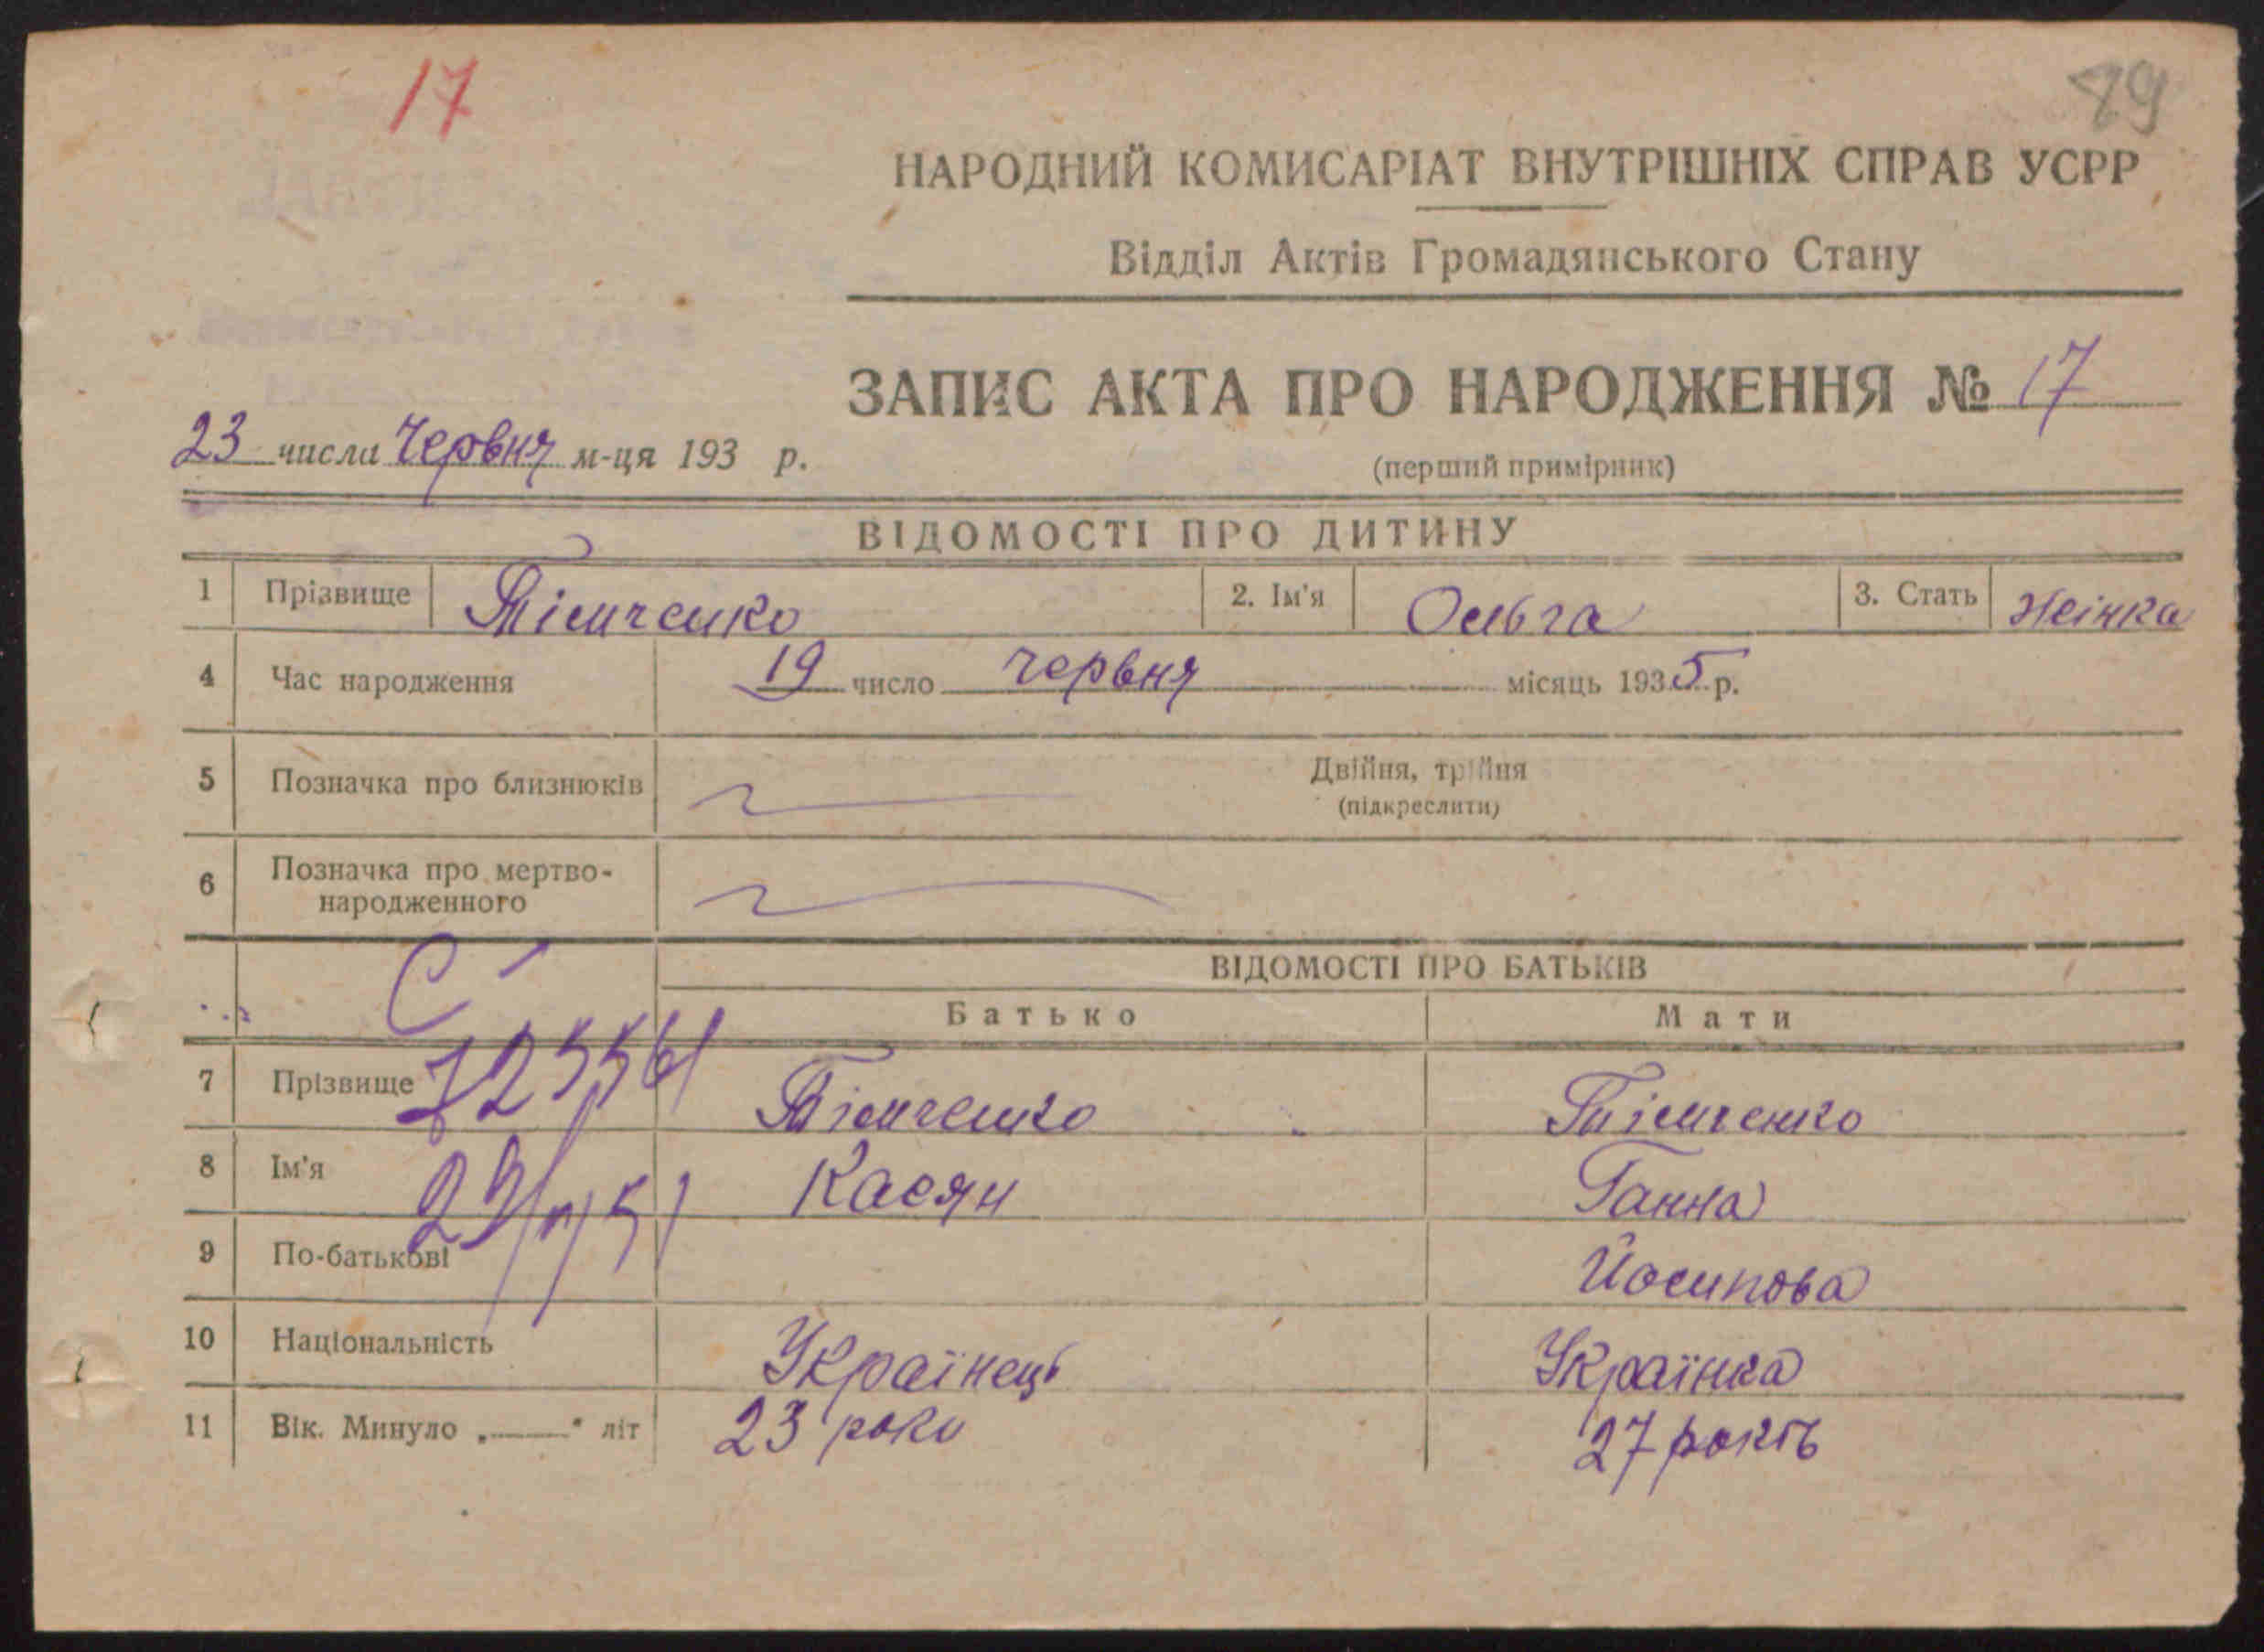 17
НАРОДНИЙ КОМИСАРІАТ ВНУТРІШНІХ СПРАВ УСРР
Відділ Актів Громадянського Стану
ЗАПИС АКТА ПРО НАРОДЖЕННЯ № 17
23 числа Червня м-ця 193 р.
(перший примірник)
ВІДОМОСТІ ПРО ДИТИНУ
1 Прізвище Тімченко 2. Ім'я Ольга 3. Стать Жінка
4 Час народження 19 число червня місяць 1935 р.
5 Позначка про близнюків Двійня, трійня
(підкреслити)
6 Позначка про мертво-
народженного
ВІДОМОСТІ ПРО БАТЬКІВ
Батько Мати
7 Прізвище Тімченко Тімченко
8 Ім'я Касян Ганна
9 По-батькові Йосипова
10 Національність Українець Українка
11 Вік. Минуло „——" літ 23 роки 27 років